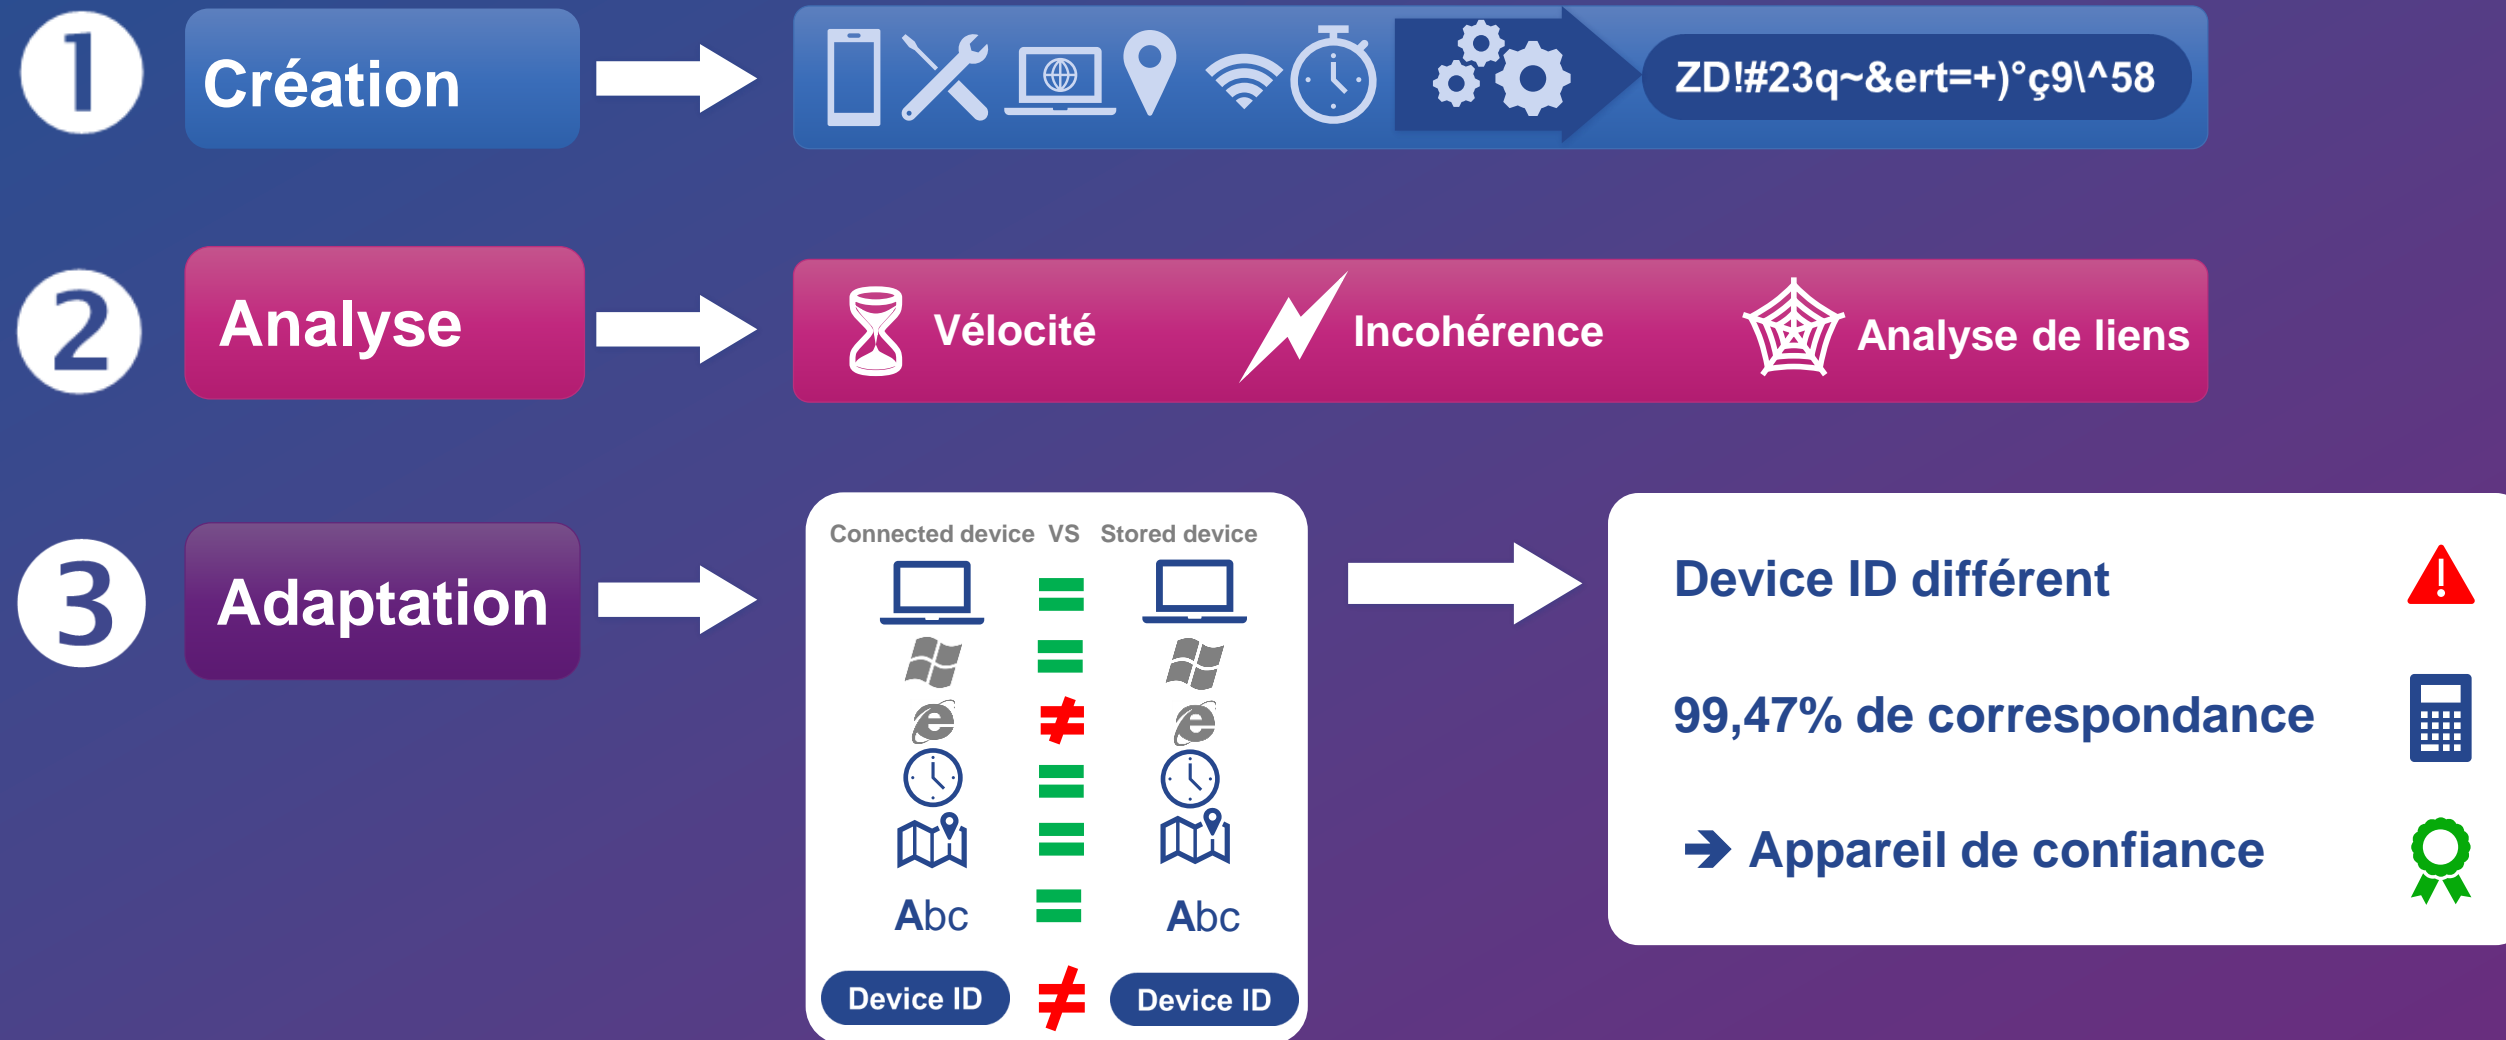 1
Création
ZD!#23q~&ert=+)°ç9\^58
2
Analyse
Vélocité
Incohérence
Analyse de liens
3
Adaptation
Connected device VS Stored device
Abc
Abc
Device ID
Device ID
Device ID différent
99,47% de correspondance
➔ Appareil de confiance